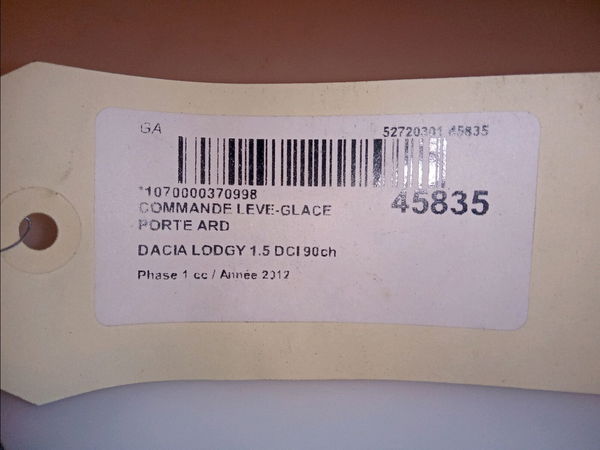 GA
52720301 45835
*1070000370998
45835
COMMANDE LEVE-GLACE
PORTE ARD
DACIA LODGY 1.5 DCI 90ch
Phase 1 cc / Année 2012